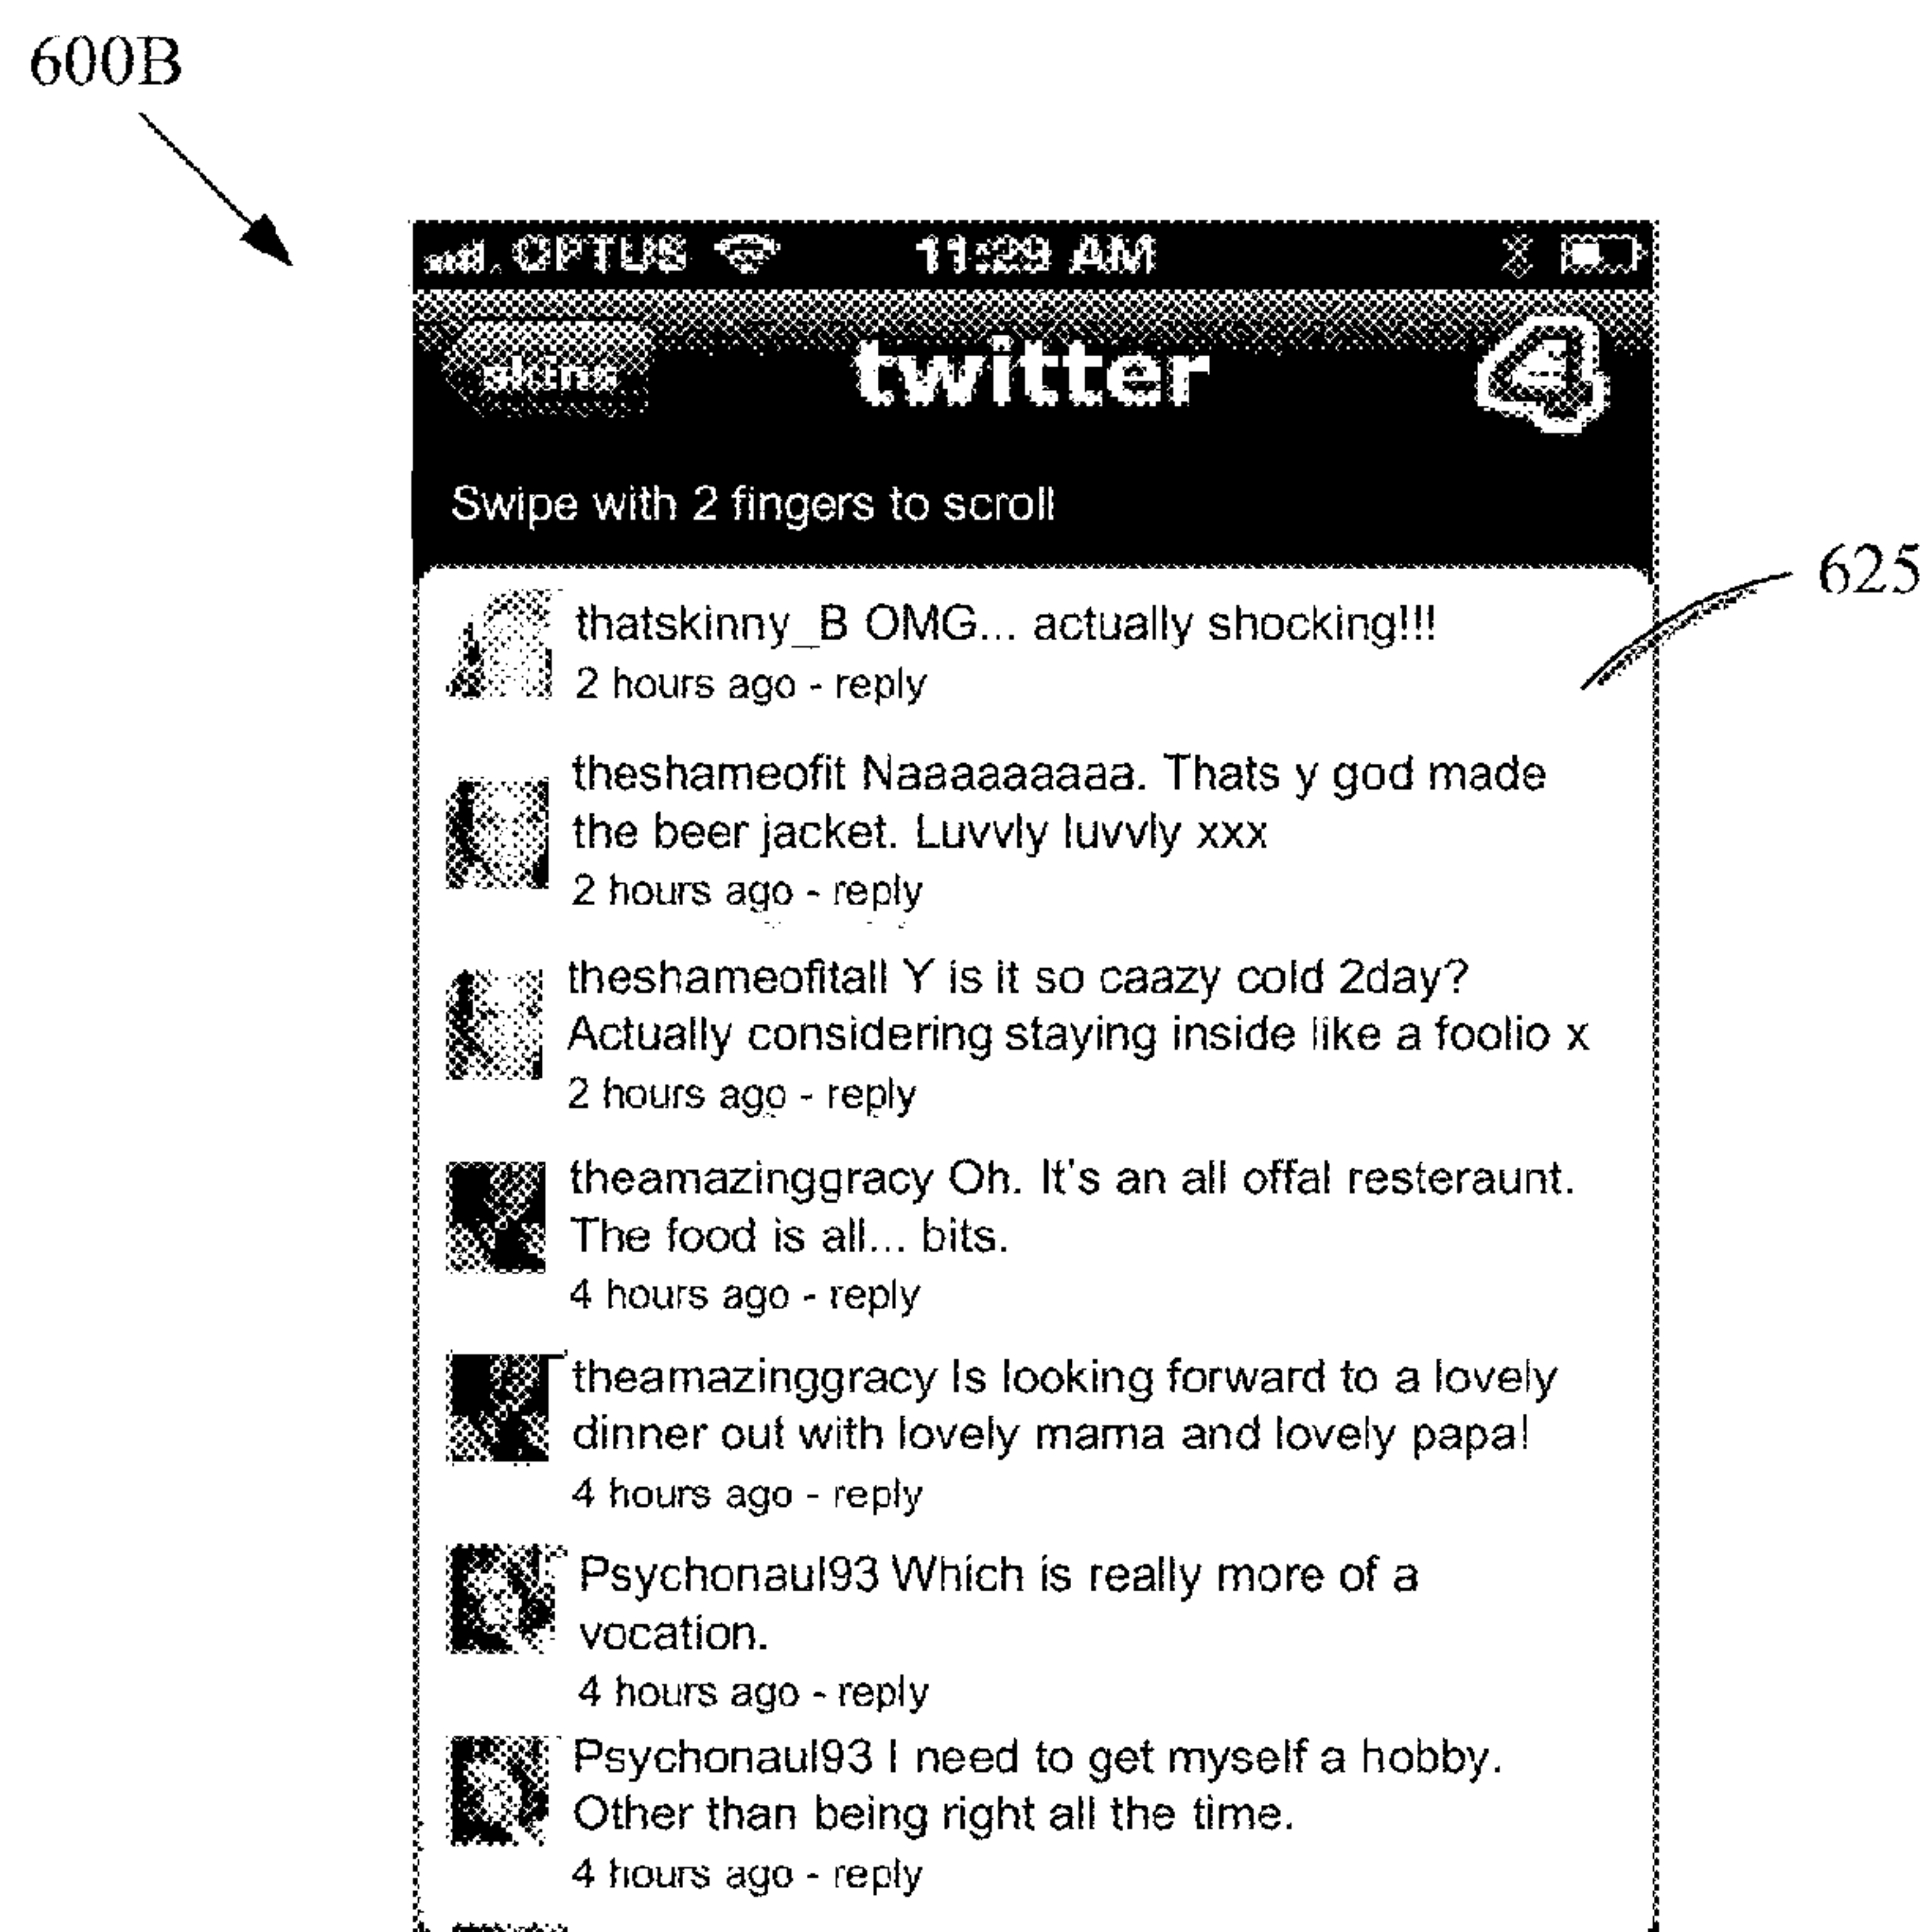 600B
OPTUS 11:29 AM
skins twitter 4
Swipe with 2 fingers to scroll
625
thatskinny_B OMG... actually shocking!!!
2 hours ago - reply
theshameofit Naaaaaaaaa. Thats y god made
the beer jacket. Luvvly luvvly xxx
2 hours ago - reply
theshameofitall Y is it so caazy cold 2day?
Actually considering staying inside like a foolio x
2 hours ago - reply
theamazinggracy Oh. It's an all offal resteraunt.
The food is all... bits.
4 hours ago - reply
theamazinggracy Is looking forward to a lovely
dinner out with lovely mama and lovely papa!
4 hours ago - reply
Psychonaul93 Which is really more of a
vocation.
4 hours ago - reply
Psychonaul93 I need to get myself a hobby.
Other than being right all the time.
4 hours ago - reply